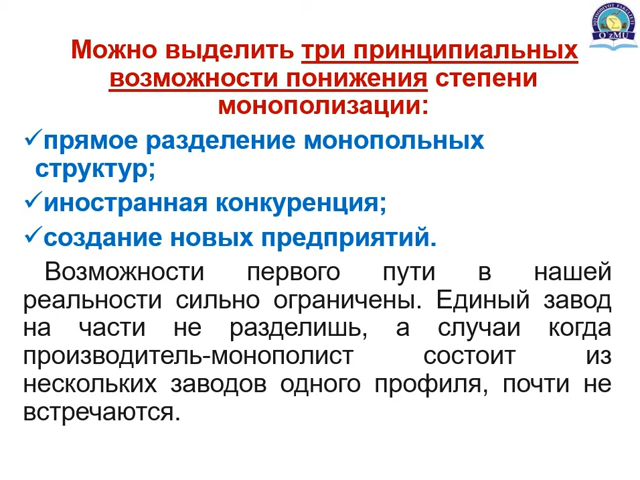 Можно выделить три принципиальных
возможности понижения степени
монополизации:
✓прямое разделение монопольных
структур;
✓иностранная конкуренция;
✓создание новых предприятий.
Возможности первого пути в нашей
реальности сильно ограничены. Единый завод
на части не разделишь, а случаи когда
производитель-монополист состоит из
нескольких заводов одного профиля, почти не
встречаются.